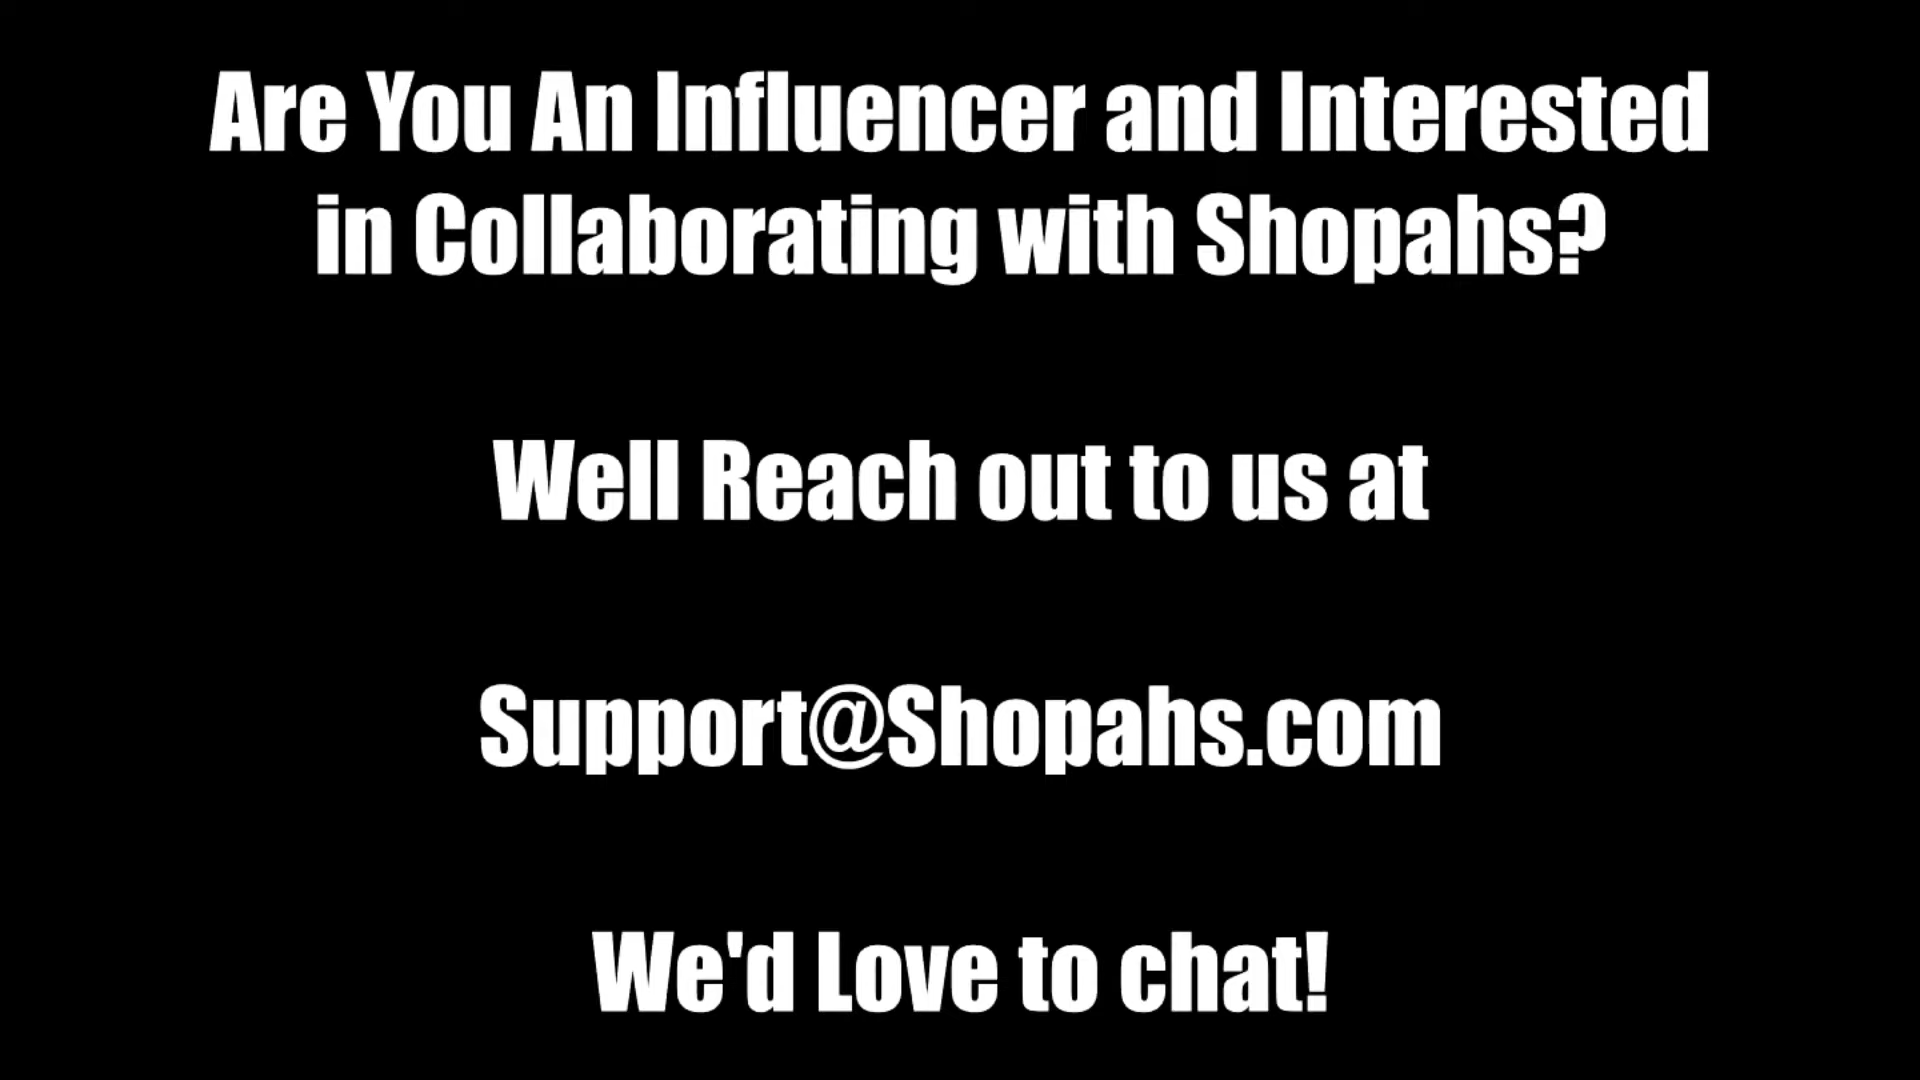 Are You An Influencer and Interested
in Collaborating with Shopahs?
Well Reach out to us at
Support@Shopahs.com
We'd Love to chat!